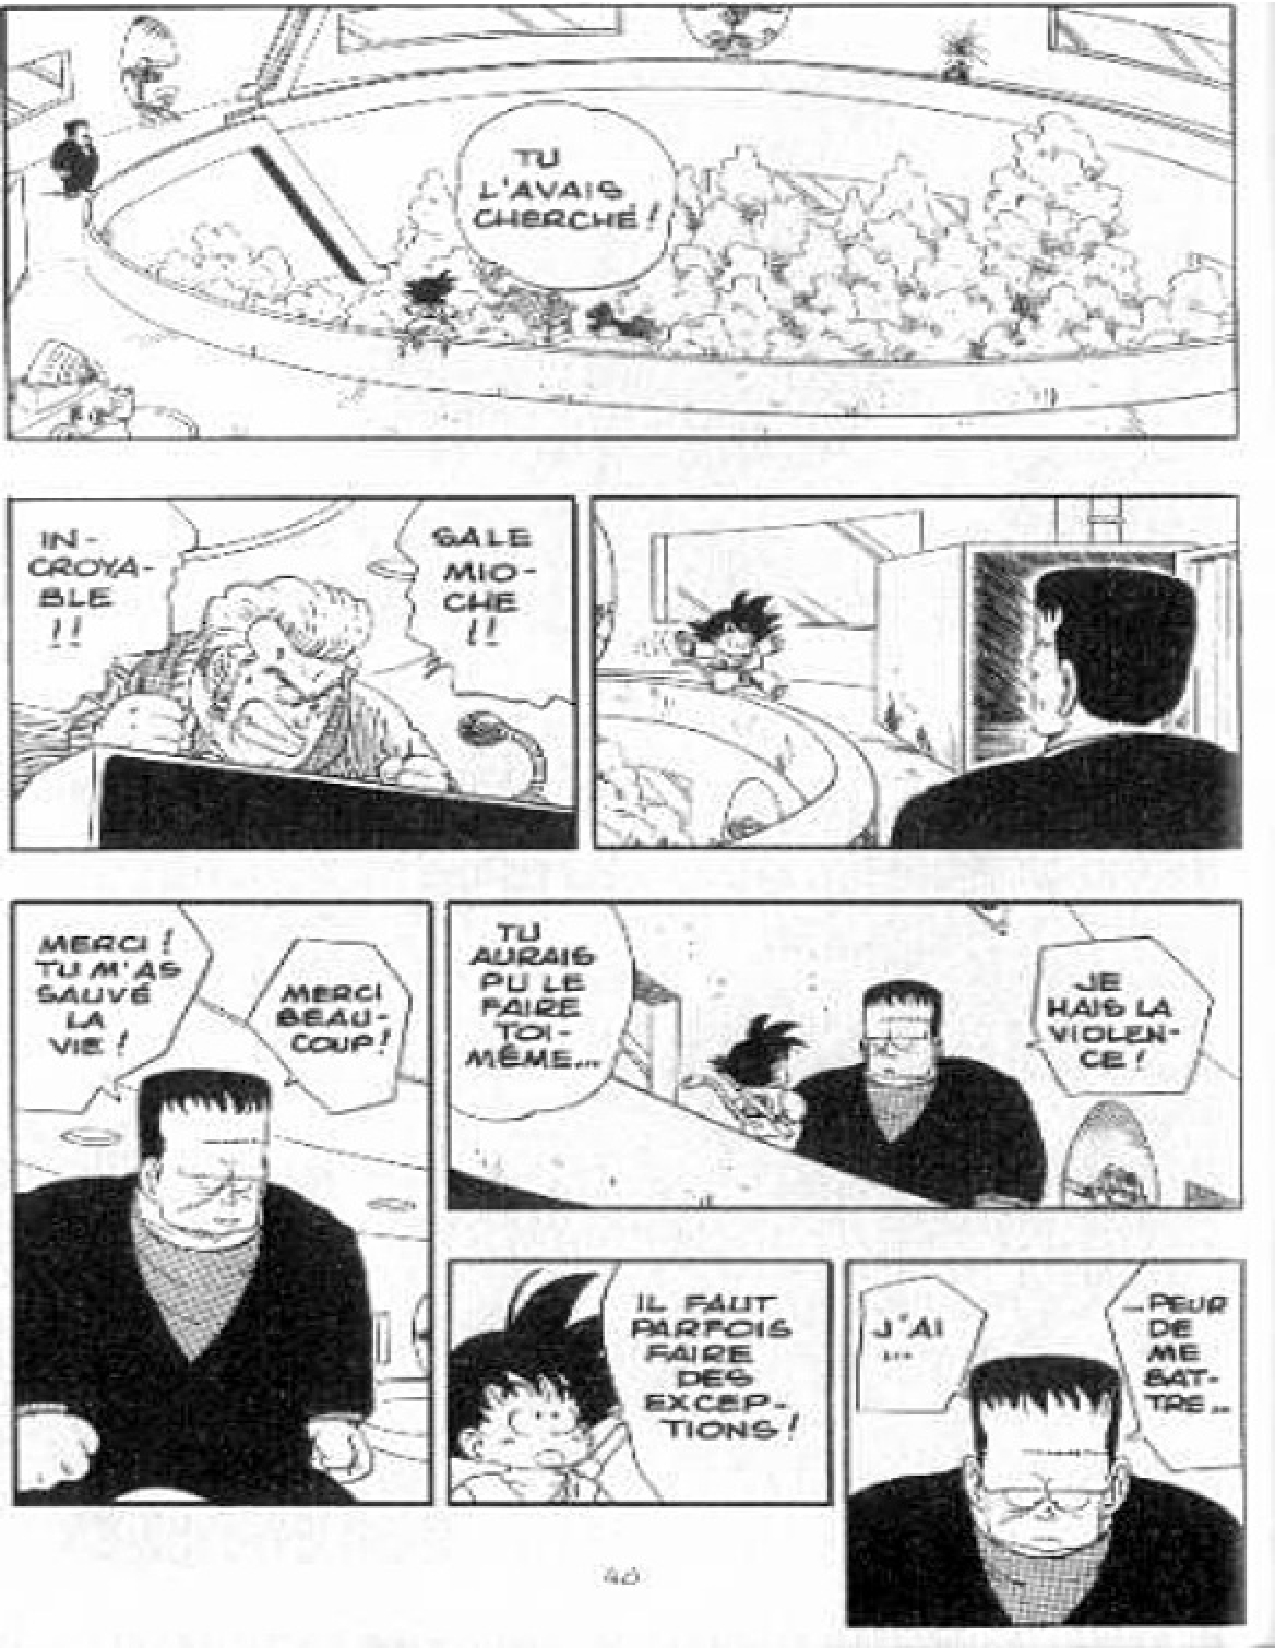 TU
L'AVAIS
CHERCHÉ !
IN-
CROYA-
BLE
!!
SALE
MIO-
CHE
!!
MERCI !
TU M'AS
SAUVÉ
LA
VIE !
MERCI
BEAU-
COUP !
TU
AURAIS
PU LE
FAIRE
TOI-
MÊME...
JE
HAIS LA
VIOLEN-
CE !
IL FAUT
PARFOIS
FAIRE
DES
EXCEP-
TIONS !
J'AI
...
...PEUR
DE
ME
BAT-
TRE...
40